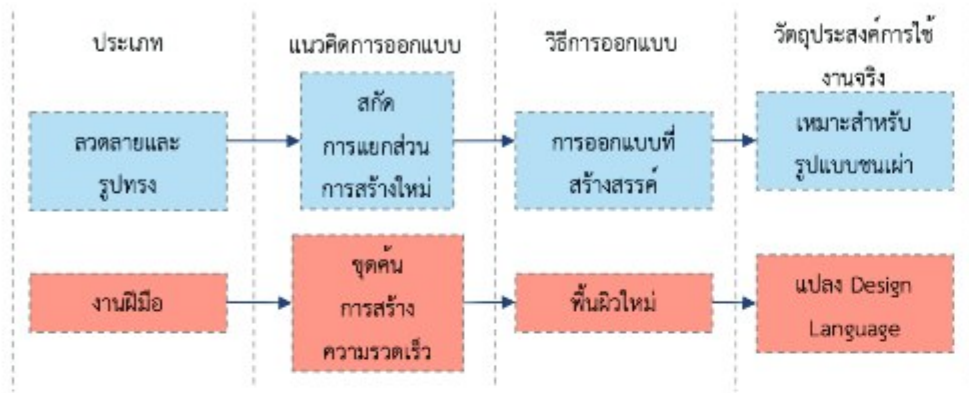 ประเภท
แนวคิดการออกแบบ
วิธีการออกแบบ
วัตถุประสงค์การใช้
งานจริง
ลวดลายและ
รูปทรง
สกัด
การแยกส่วน
การสร้างใหม่
การออกแบบที่
สร้างสรรค์
เหมาะสำหรับ
รูปแบบชนเผ่า
งานฝีมือ
ขุดค้น
การสร้าง
ความรวดเร็ว
พื้นผิวใหม่
แปลง Design
Language